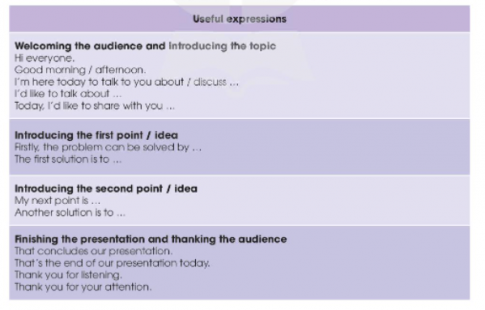 Useful expressions
Welcoming the audience and Introducing the topic
Hi everyone.
Good morning / afternoon.
I'm here today to talk to you about / discuss ...
I'd like to talk about ...
Today, I'd like to share with you ...
Introducing the first point / idea
Firstly, the problem can be solved by ...
The first solution is to ...
Introducing the second point / idea
My next point is ...
Another solution is to ...
Finishing the presentation and thanking the audience
That concludes our presentation.
That's the end of our presentation today.
Thank you for listening.
Thank you for your attention.